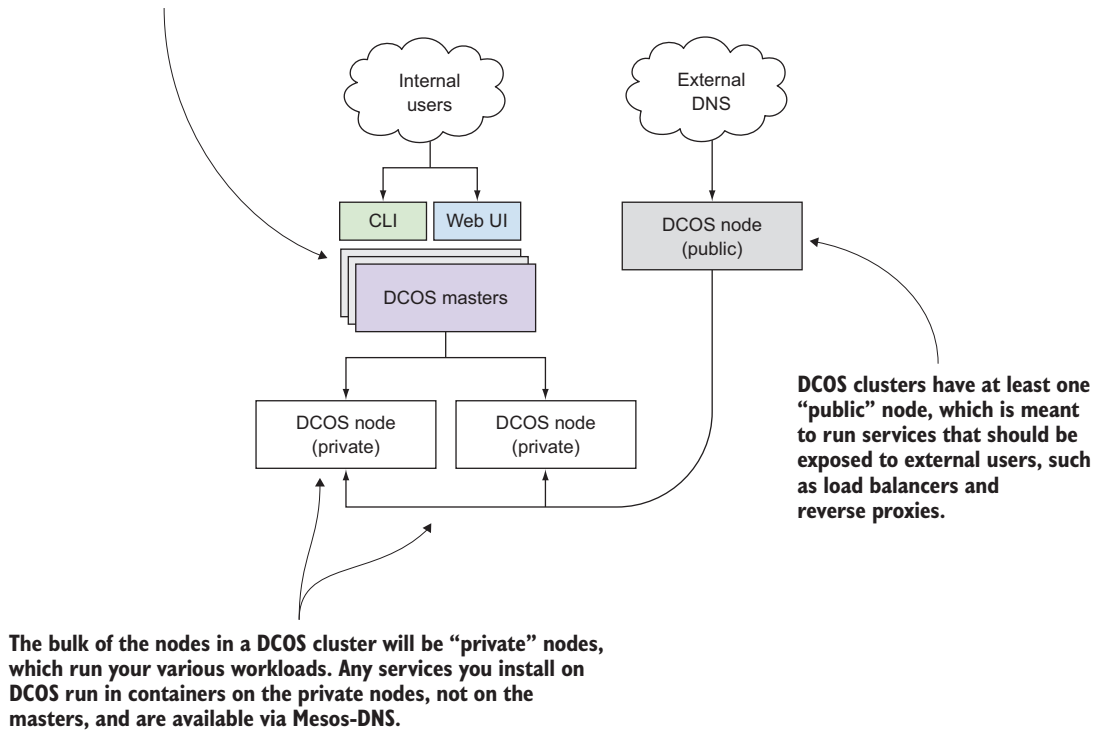 Internal
users
External
DNS
CLI
Web UI
DCOS node
(public)
DCOS masters
DCOS node
(private)
DCOS node
(private)
DCOS clusters have at least one
“public” node, which is meant
to run services that should be
exposed to external users, such
as load balancers and
reverse proxies.
The bulk of the nodes in a DCOS cluster will be “private” nodes,
which run your various workloads. Any services you install on
DCOS run in containers on the private nodes, not on the
masters, and are available via Mesos-DNS.